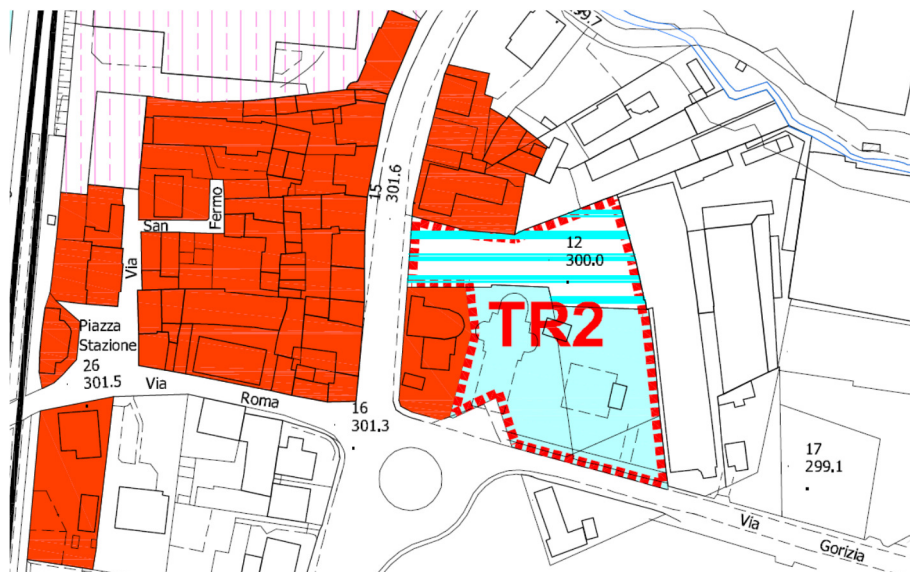 299.7
15
301.6
San
Fermo
Via
12
300.0
TR2
Piazza
Stazione
26
301.5
Via
Roma
16
301.3
17
299.1
Via
Gorizia